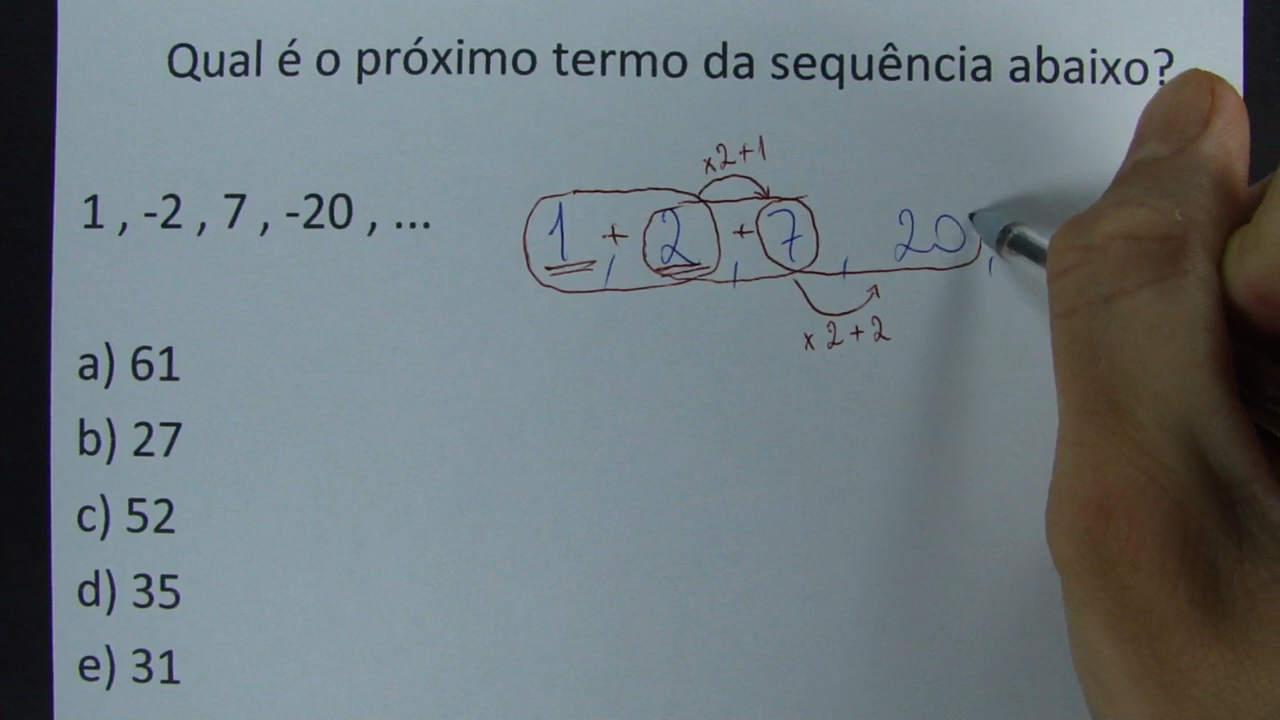 Qual é o próximo termo da sequência abaixo?
x2+1
1 , -2 , 7 , -20 , ...
1 + , 2 + , 7 , 20 ,
x2+2
a) 61
b) 27
c) 52
d) 35
e) 31